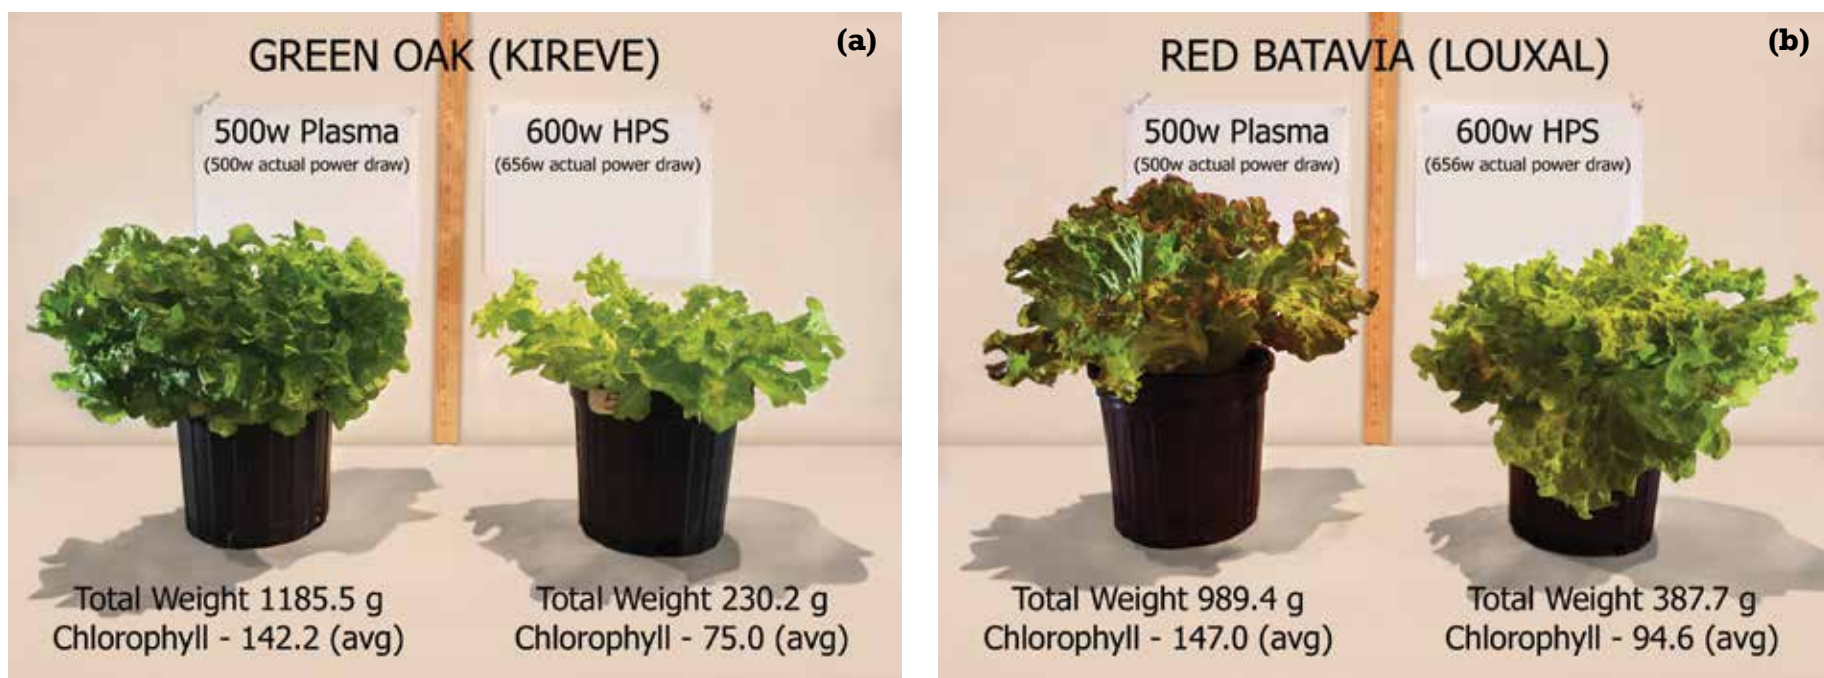 GREEN OAK (KIREVE)
(a)
500w Plasma
(500w actual power draw)
600w HPS
(656w actual power draw)
Total Weight 1185.5 g
Chlorophyll - 142.2 (avg)
Total Weight 230.2 g
Chlorophyll - 75.0 (avg)
RED BATAVIA (LOUXAL)
(b)
500w Plasma
(500w actual power draw)
600w HPS
(656w actual power draw)
Total Weight 989.4 g
Chlorophyll - 147.0 (avg)
Total Weight 387.7 g
Chlorophyll - 94.6 (avg)